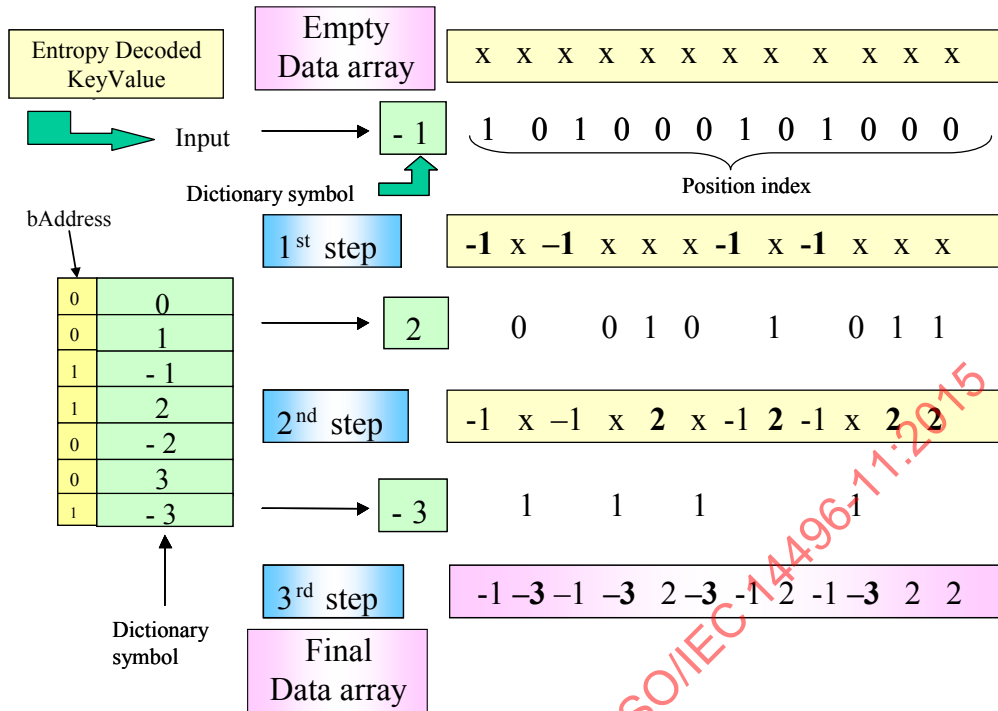 Entropy Decoded
KeyValue
Empty
Data array
x x x x x x x x x x x x
Input
- 1
1 0 1 0 0 0 1 0 1 0 0 0
Position index
Dictionary symbol
bAddress
1st step
-1 x –1 x x x -1 x -1 x x x
0 0
0 1
1 - 1
1 2
0 - 2
0 3
1 - 3
2
0 0 1 0 1 0 1 1
2nd step
-1 x –1 x 2 x -1 2 -1 x 2 2
- 3
1 1 1 1
3rd step
-1 –3 –1 –3 2 –3 -1 2 -1 –3 2 2
Dictionary
symbol
Final
Data array
SO/IEC 14496-11:2015